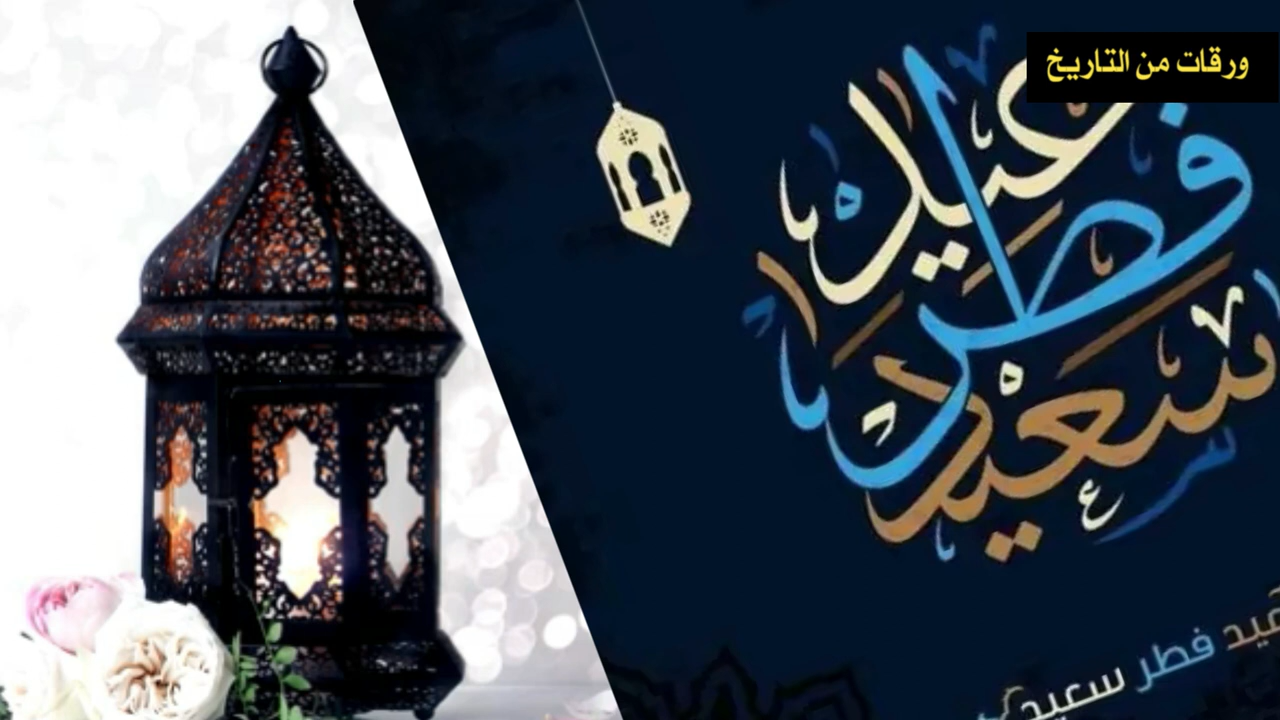 ورقات من التاريخ
عيد
فطر
سعيد
عيد فطر سعيد